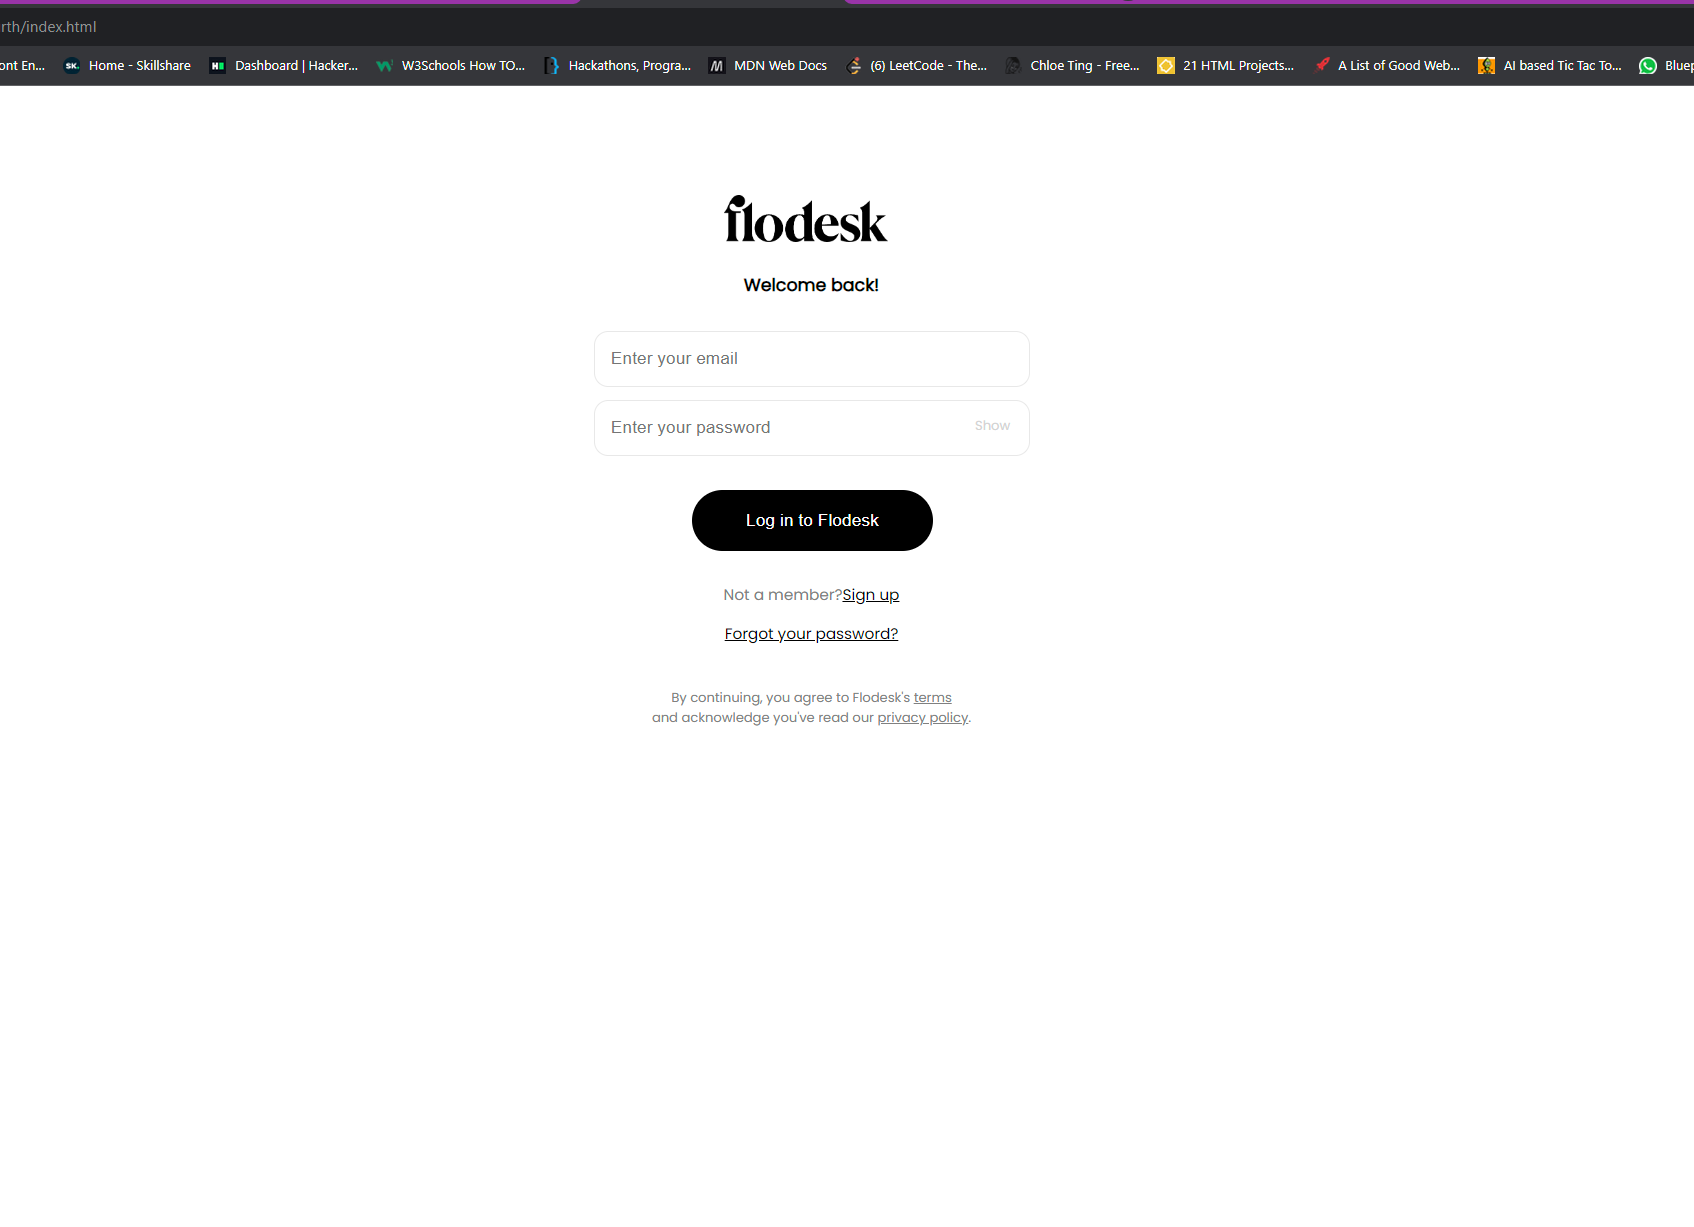 rth/index.html
ont En... Home - Skillshare Dashboard | Hacker... W3Schools How TO... Hackathons, Progra... MDN Web Docs (6) LeetCode - The... Chloe Ting - Free... 21 HTML Projects... A List of Good Web... AI based Tic Tac To... Bluep
flodesk
Welcome back!
Enter your email
Enter your password Show
Log in to Flodesk
Not a member?Sign up
Forgot your password?
By continuing, you agree to Flodesk's terms
and acknowledge you've read our privacy policy.